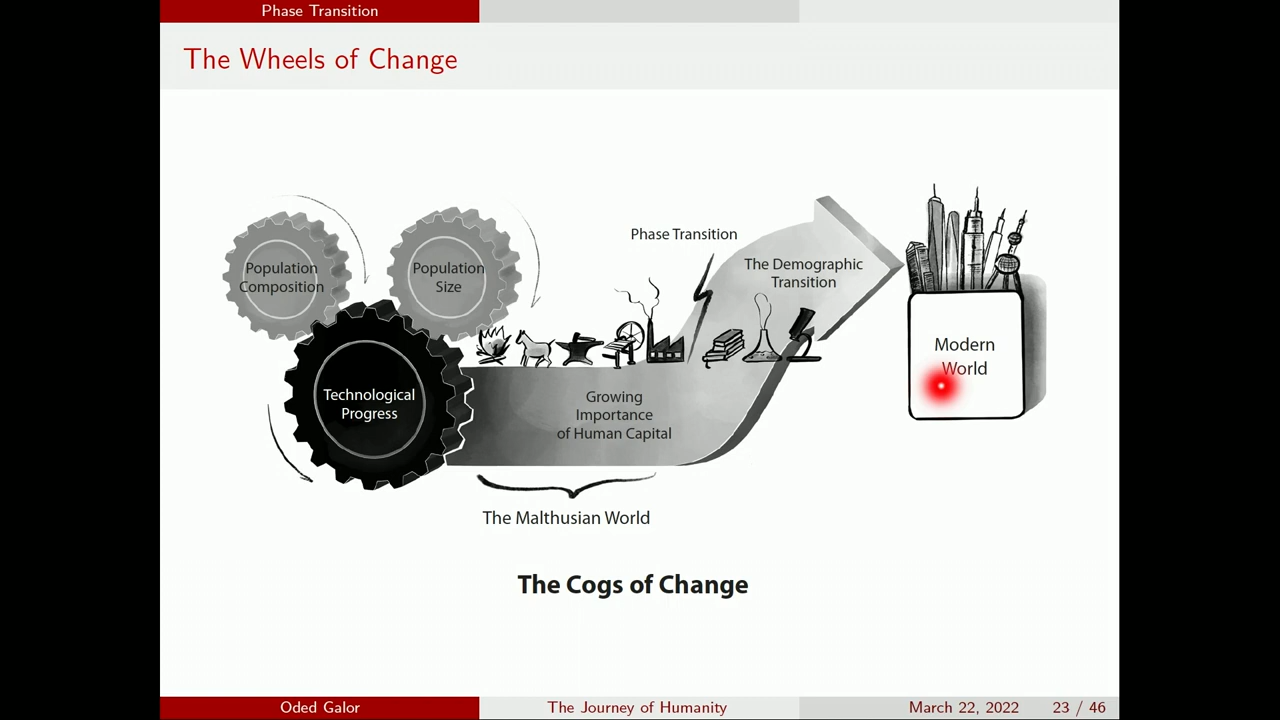 Phase Transition
The Wheels of Change
Population
Composition
Population
Size
Phase Transition
The Demographic
Transition
Technological
Progress
Growing
Importance
of Human Capital
Modern
World
The Malthusian World
The Cogs of Change
Oded Galor
The Journey of Humanity
March 22, 2022
23 / 46